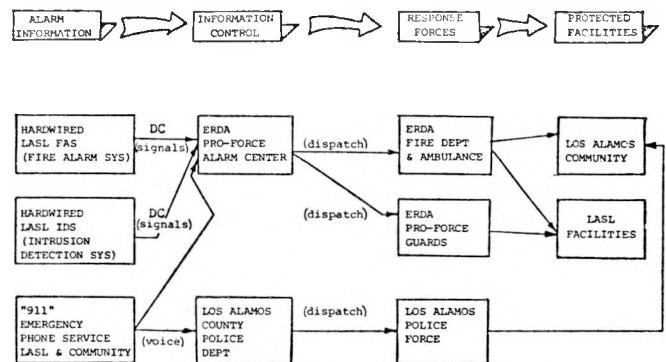 ALARM
INFORMATION
INFORMATION
CONTROL
RESPONSE
FORCES
PROTECTED
FACILITIES
HARDWIRED
LASL FAS
(FIRE ALARM SYS)
DC
(signals)
ERDA
PRO-FORCE
ALARM CENTER
(dispatch)
ERDA
FIRE DEPT
& AMBULANCE
LOS ALAMOS
COMMUNITY
HARDWIRED
LASL IDS
(INTRUSION
DETECTION SYS)
DC
(signals)
(dispatch)
ERDA
PRO-FORCE
GUARDS
LASL
FACILITIES
"911"
EMERGENCY
PHONE SERVICE
LASL & COMMUNITY
(voice)
LOS ALAMOS
COUNTY
POLICE
DEPT
(dispatch)
LOS ALAMOS
POLICE
FORCE